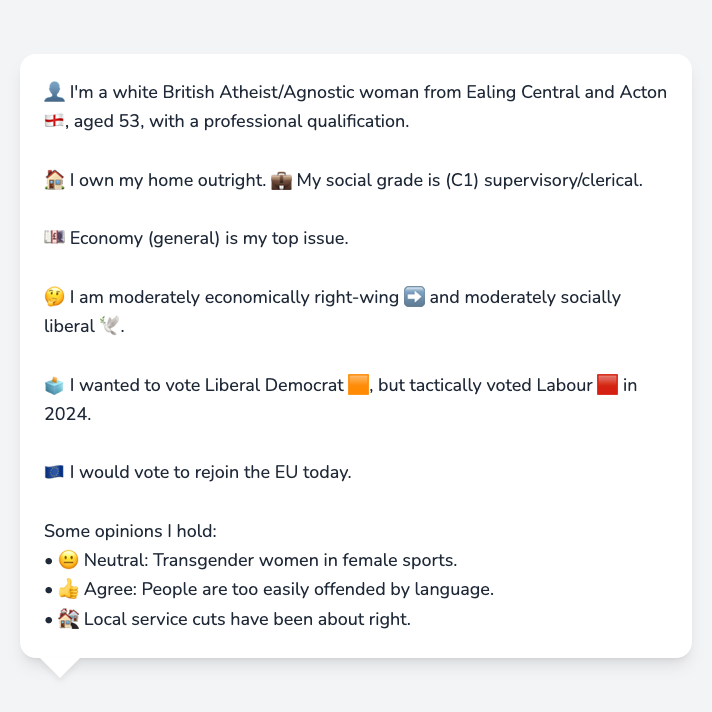 👤 I'm a white British Atheist/Agnostic woman from Ealing Central and Acton
🏴󠁧󠁢󠁥󠁮󠁧󠁿, aged 53, with a professional qualification.
🏠 I own my home outright. 💼 My social grade is (C1) supervisory/clerical.
💷 Economy (general) is my top issue.
🤔 I am moderately economically right-wing ➡️ and moderately socially
liberal 🕊️.
🗳️ I wanted to vote Liberal Democrat 🟧, but tactically voted Labour 🟥 in
2024.
🇪🇺 I would vote to rejoin the EU today.
Some opinions I hold:
• 😐 Neutral: Transgender women in female sports.
• 👍 Agree: People are too easily offended by language.
• 🏚️ Local service cuts have been about right.